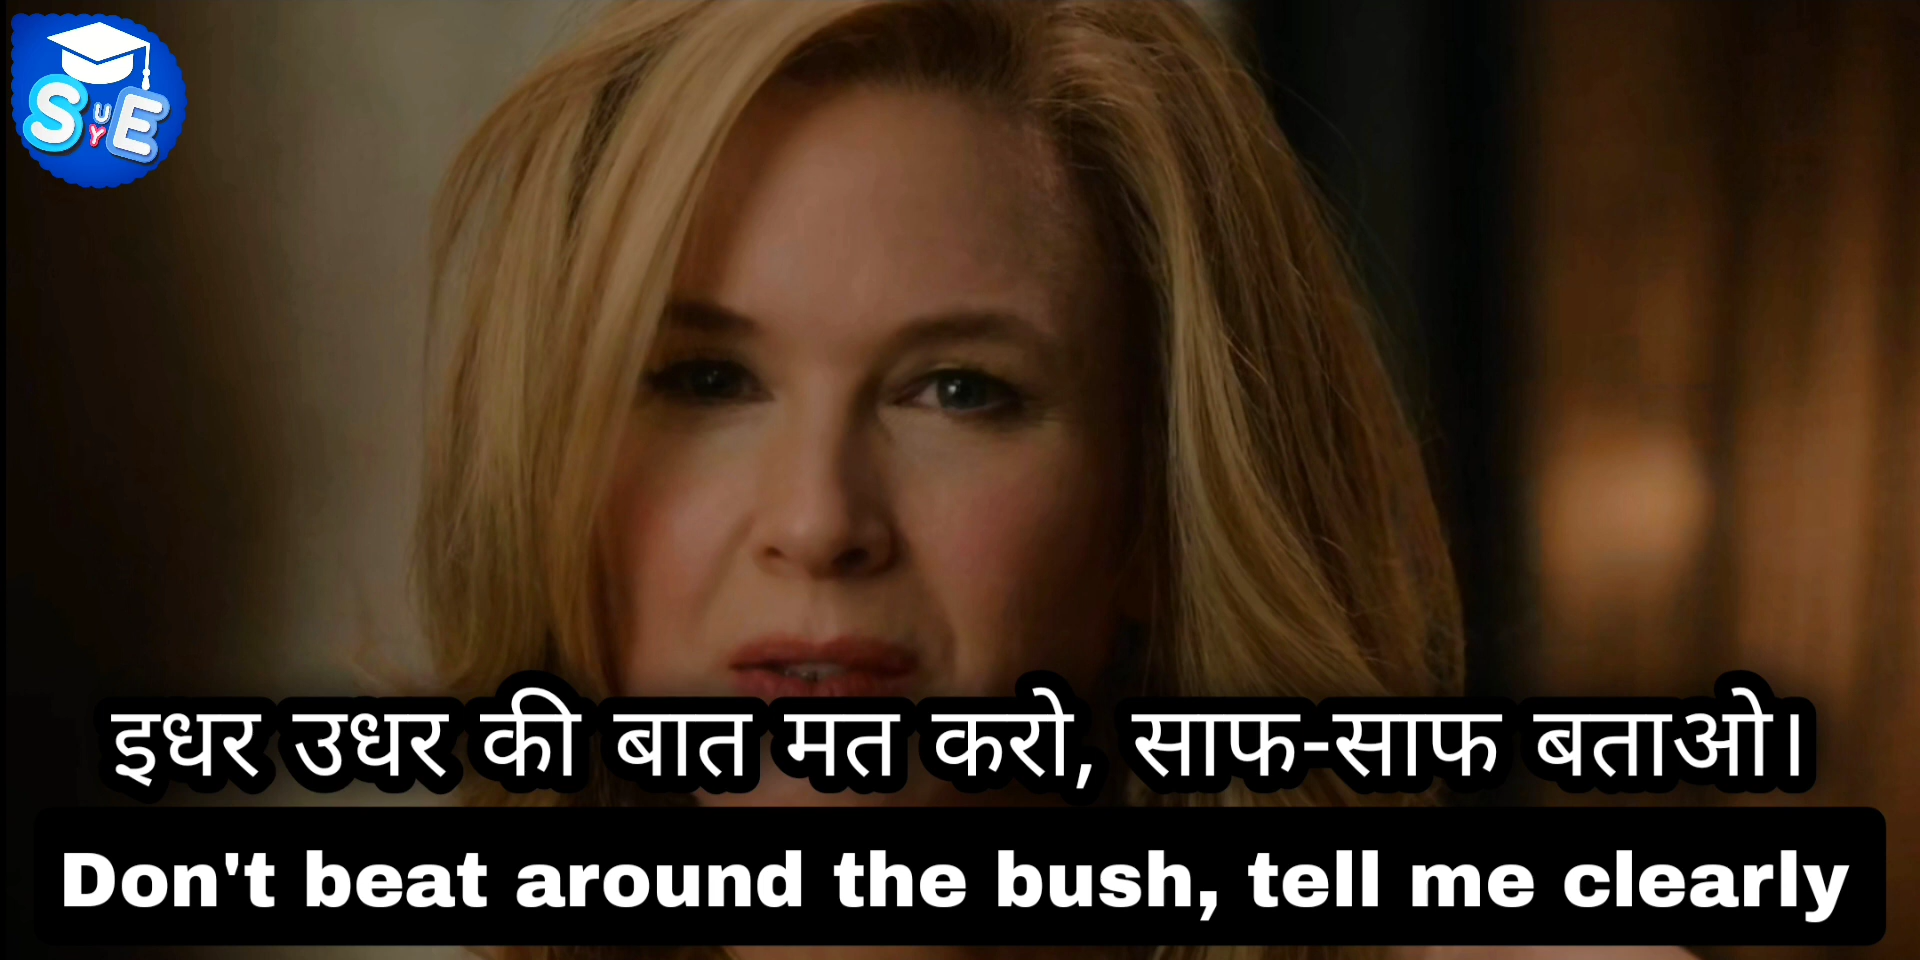 S U Y E
इधर उधर की बात मत करो, साफ-साफ बताओ।
Don't beat around the bush, tell me clearly